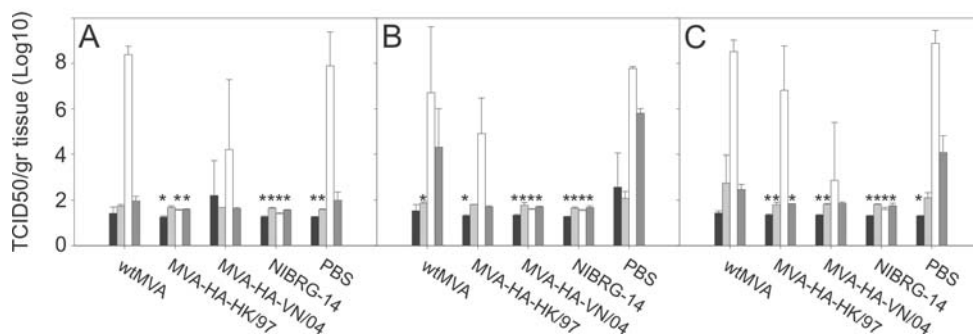 TCID50/gr tissue (Log10)
8
6
4
2
0
A
B
C
* ** **** **
* * **** ****
** * ** **** *
wtMVA
MVA-HA-HK/97
MVA-HA-VN/04
NIBRG-14
PBS
wtMVA
MVA-HA-HK/97
MVA-HA-VN/04
NIBRG-14
PBS
wtMVA
MVA-HA-HK/97
MVA-HA-VN/04
NIBRG-14
PBS